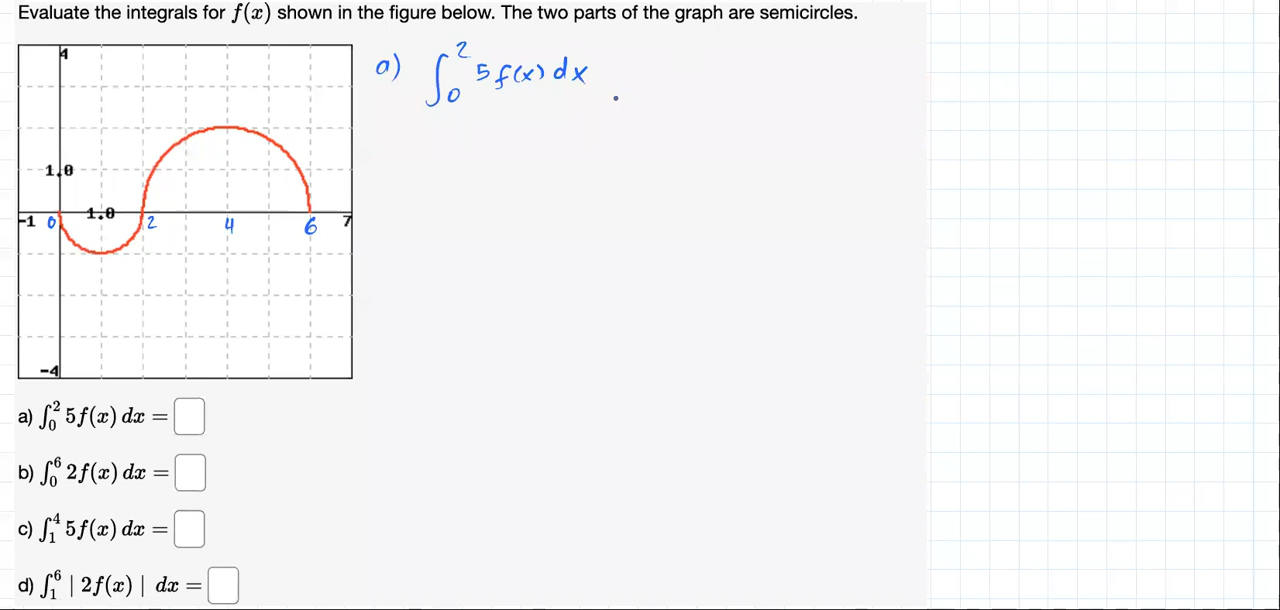 Evaluate the integrals for f(x) shown in the figure below. The two parts of the graph are semicircles.
4
a) ∫₀² 5 f(x) dx
1.0
-1 0 1.0 2 4 6 7
-4
a) ∫₀² 5f(x) dx =
b) ∫₀⁶ 2f(x) dx =
c) ∫₁⁴ 5f(x) dx =
d) ∫₁⁶ | 2f(x) | dx =